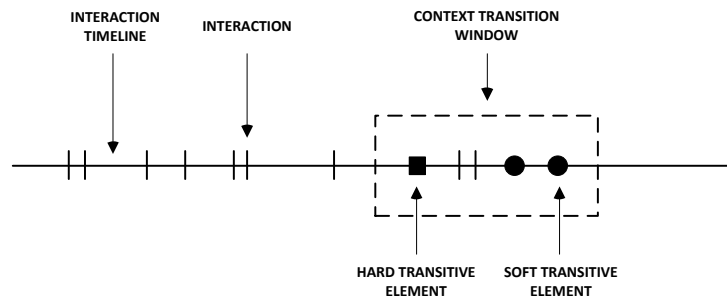 INTERACTION
TIMELINE
INTERACTION
CONTEXT TRANSITION
WINDOW
HARD TRANSITIVE
ELEMENT
SOFT TRANSITIVE
ELEMENT